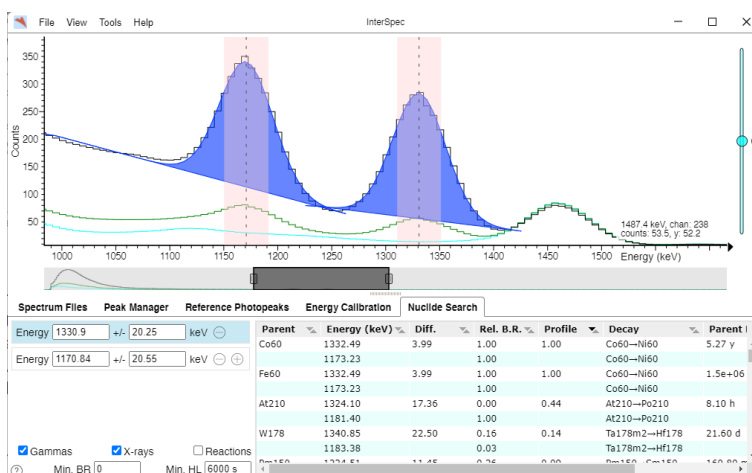 File View Tools Help InterSpec
350
300
250
200
150
100
50
Counts
1487.4 keV, chan: 238
counts: 53.5, y: 52.2
1000 1050 1100 1150 1200 1250 1300 1350 1400 1450 1500 Energy (keV)
Spectrum Files Peak Manager Reference Photopeaks Energy Calibration Nuclide Search
Energy 1330.9 +/- 20.25 keV
Energy 1170.84 +/- 20.55 keV
Gammas X-rays Reactions
Min. BR 0 Min. HL 6000 s
Parent Energy (keV) Diff. Rel. B.R. Profile Decay Parent
Co60 1332.49 3.99 1.00 1.00 Co60→Ni60 5.27 y
1173.23 1.00 Co60→Ni60
Fe60 1332.49 3.99 1.00 1.00 Co60→Ni60 1.5e+06
1173.23 1.00 Co60→Ni60
At210 1324.10 17.36 0.00 0.44 At210→Po210 8.10 h
1181.40 1.00 At210→Po210
W178 1340.85 22.50 0.16 0.14 Ta178m2→Hf178 21.60 d
1183.38 0.03 Ta178m2→Hf178